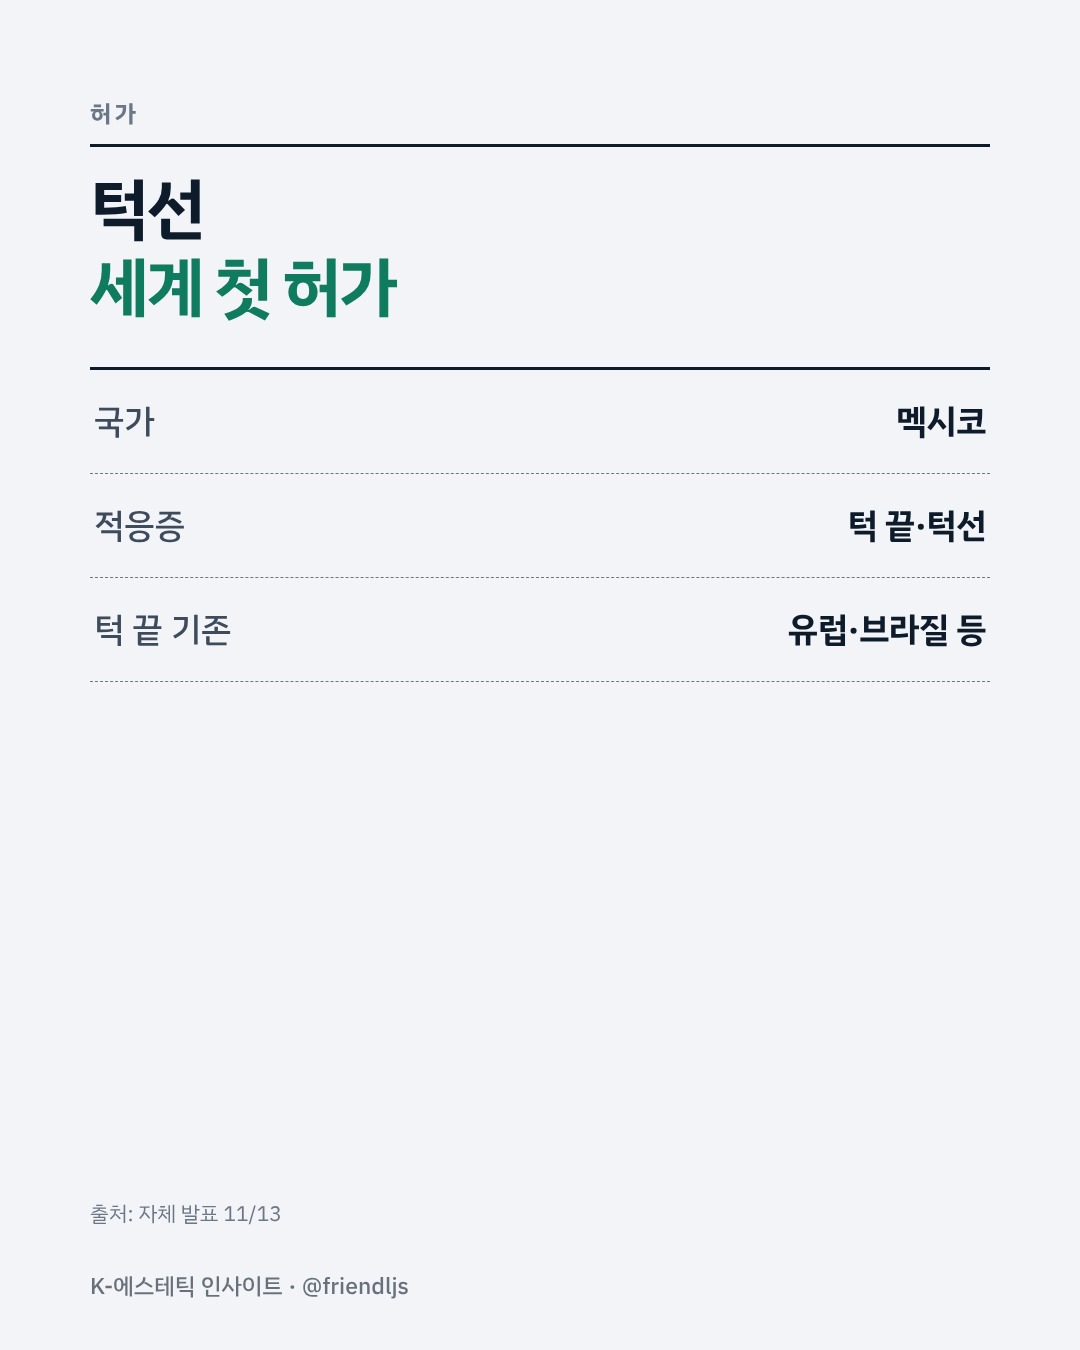 허가
턱선
세계 첫 허가
국가 멕시코
적응증 턱 끝·턱선
턱 끝 기존 유럽·브라질 등
출처: 자체 발표 11/13
K-에스테틱 인사이트 · @friendljs